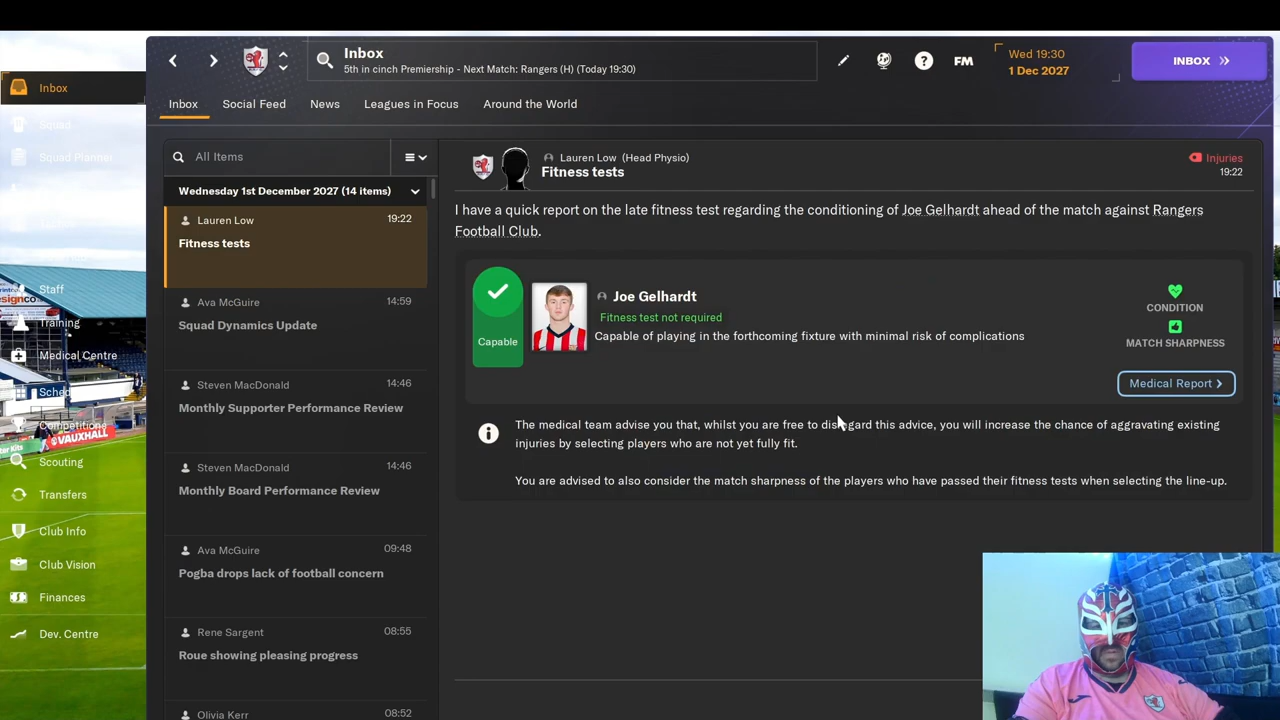 Inbox
5th in cinch Premiership - Next Match: Rangers (H) (Today 19:30)
FM
Wed 19:30
1 Dec 2027
INBOX
Inbox
Social Feed
News
Leagues in Focus
Around the World
Inbox
Squad
Squad Planner
Staff
Training
Medical Centre
Competitions
Scouting
Transfers
Club Info
Club Vision
Finances
Dev. Centre
VAUXHALL
All Items
Wednesday 1st December 2027 (14 items)
Lauren Low 19:22
Fitness tests
Ava McGuire 14:59
Squad Dynamics Update
Steven MacDonald 14:46
Monthly Supporter Performance Review
Steven MacDonald 14:46
Monthly Board Performance Review
Ava McGuire 09:48
Pogba drops lack of football concern
Rene Sargent 08:55
Roue showing pleasing progress
Olivia Kerr 08:52
Lauren Low (Head Physio)
Fitness tests
Injuries
19:22
I have a quick report on the late fitness test regarding the conditioning of Joe Gelhardt ahead of the match against Rangers
Football Club.
Capable
Joe Gelhardt
Fitness test not required
Capable of playing in the forthcoming fixture with minimal risk of complications
CONDITION
MATCH SHARPNESS
Medical Report
The medical team advise you that, whilst you are free to disregard this advice, you will increase the chance of aggravating existing
injuries by selecting players who are not yet fully fit.
You are advised to also consider the match sharpness of the players who have passed their fitness tests when selecting the line-up.